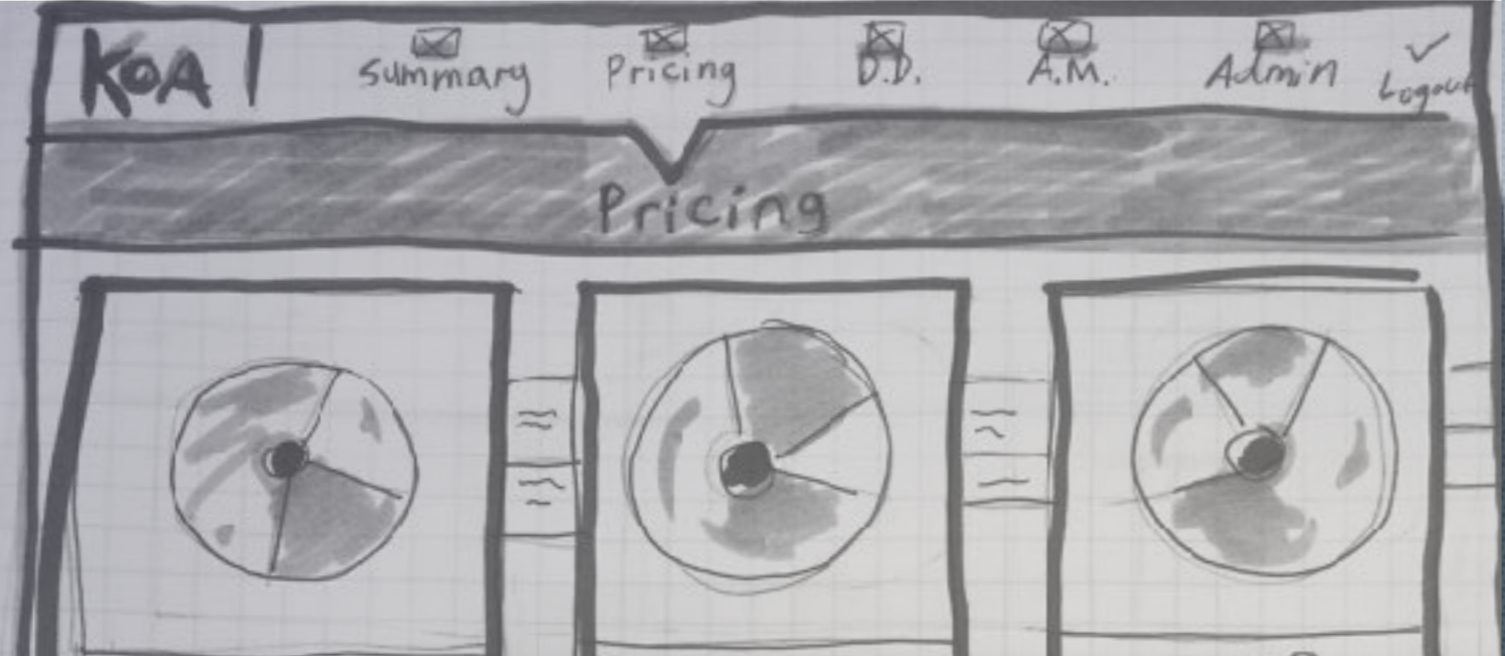 KOA
Summary
Pricing
D.D.
A.M.
Admin
Logout
Pricing